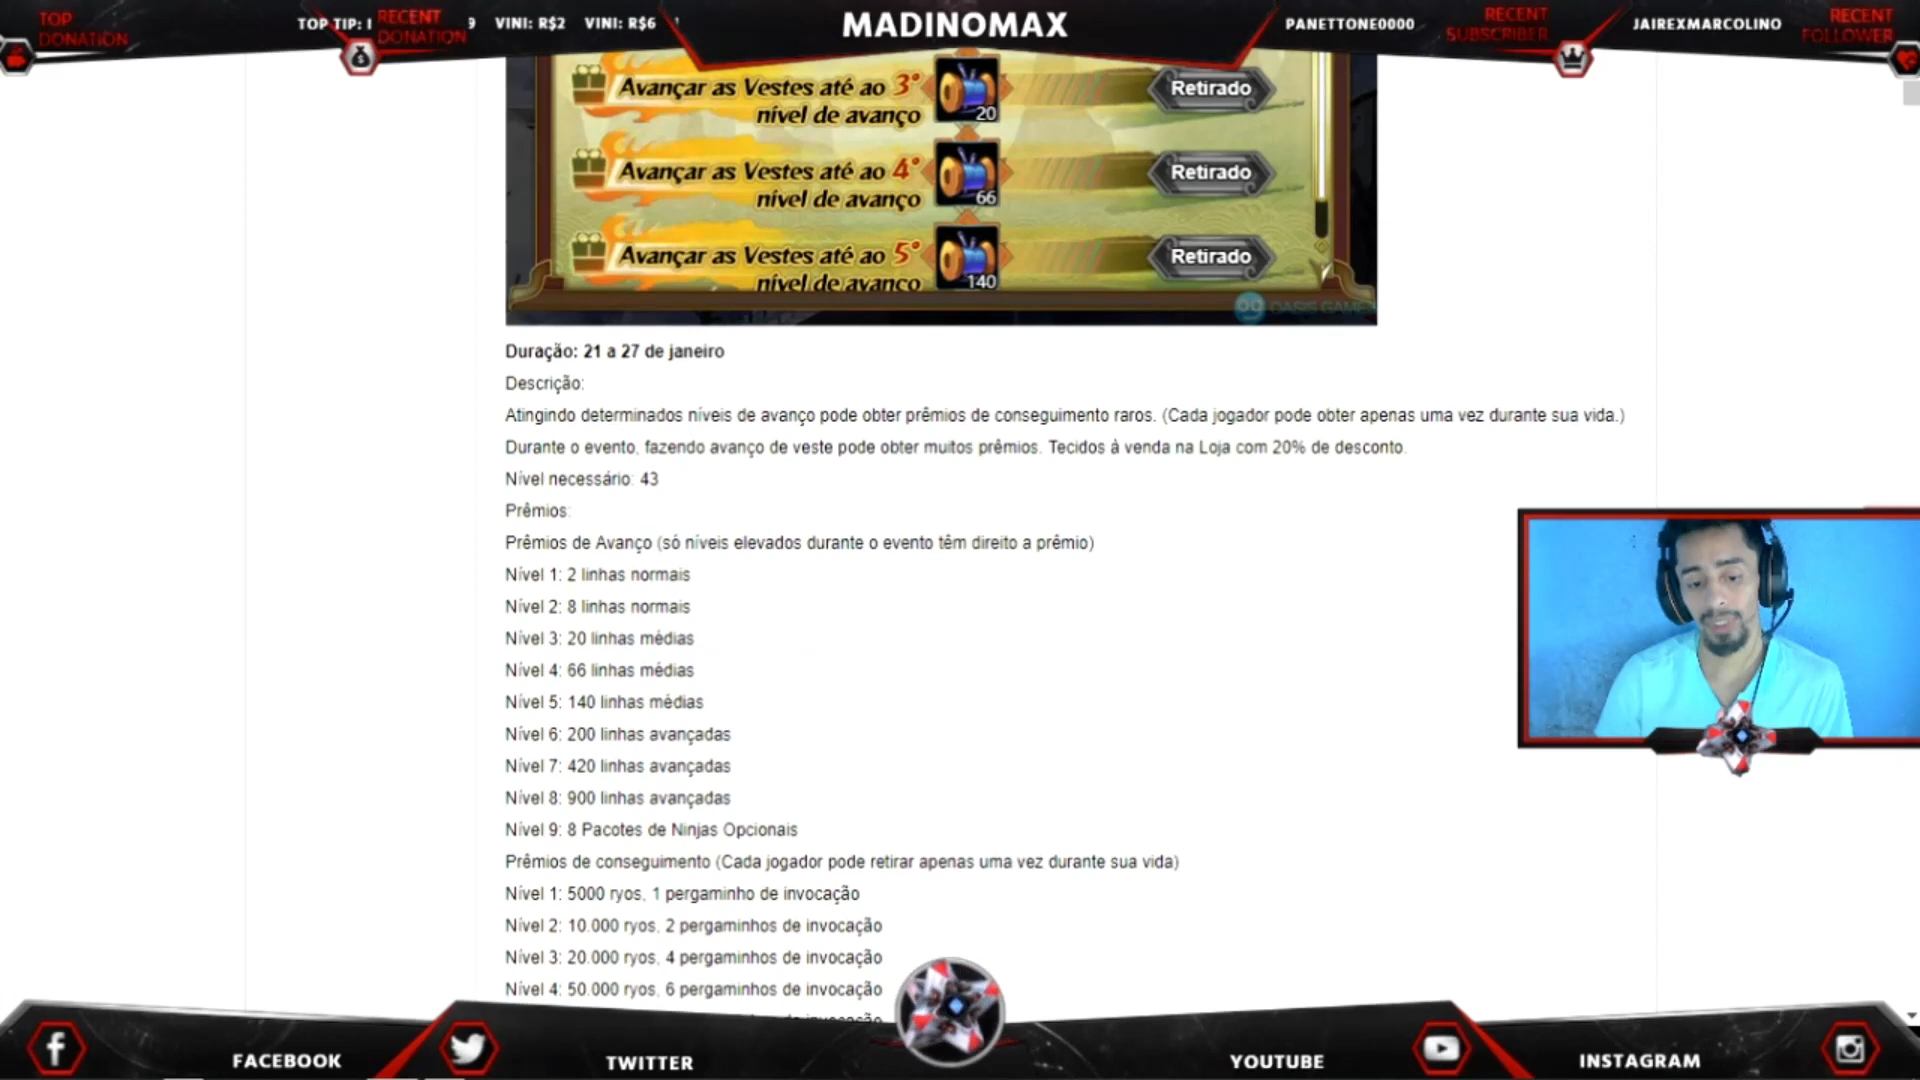 TOP
DONATION
TOP TIP:
RECENT
DONATION
9 VINI: R$2 VINI: R$6
MADINOMAX
PANETTONE0000
RECENT
SUBSCRIBER
JAIREXMARCOLINO
RECENT
FOLLOWER
Avançar as Vestes até ao 3°
nível de avanço
20
Retirado
Avançar as Vestes até ao 4°
nível de avanço
66
Retirado
Avançar as Vestes até ao 5°
nível de avanço
140
Retirado
OASIS GAMES
Duração: 21 a 27 de janeiro
Descrição:
Atingindo determinados níveis de avanço pode obter prêmios de conseguimento raros. (Cada jogador pode obter apenas uma vez durante sua vida.)
Durante o evento, fazendo avanço de veste pode obter muitos prêmios. Tecidos à venda na Loja com 20% de desconto.
Nível necessário: 43
Prêmios:
Prêmios de Avanço (só níveis elevados durante o evento têm direito a prêmio)
Nível 1: 2 linhas normais
Nível 2: 8 linhas normais
Nível 3: 20 linhas médias
Nível 4: 66 linhas médias
Nível 5: 140 linhas médias
Nível 6: 200 linhas avançadas
Nível 7: 420 linhas avançadas
Nível 8: 900 linhas avançadas
Nível 9: 8 Pacotes de Ninjas Opcionais
Prêmios de conseguimento (Cada jogador pode retirar apenas uma vez durante sua vida)
Nível 1: 5000 ryos, 1 pergaminho de invocação
Nível 2: 10.000 ryos, 2 pergaminhos de invocação
Nível 3: 20.000 ryos, 4 pergaminhos de invocação
Nível 4: 50.000 ryos, 6 pergaminhos de invocação
de invocação
FACEBOOK
TWITTER
YOUTUBE
INSTAGRAM